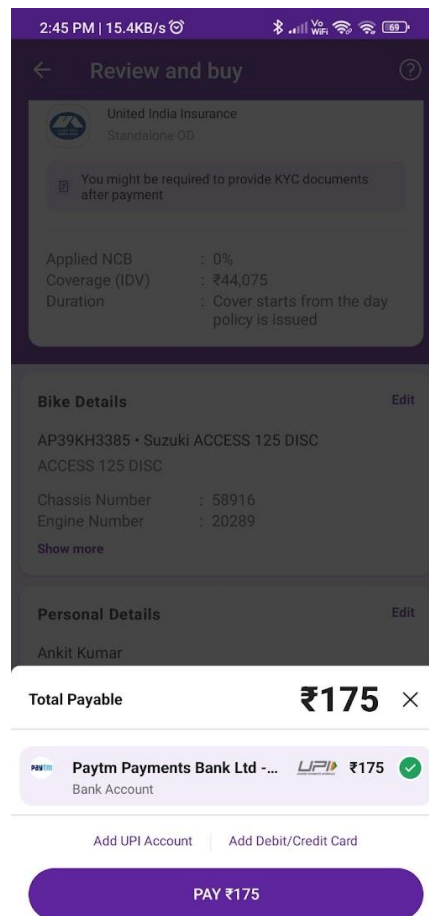 2:45 PM | 15.4KB/s
Vo WiFi
69
Review and buy
United India Insurance
Standalone OD
You might be required to provide KYC documents
after payment
Applied NCB : 0%
Coverage (IDV) : ₹44,075
Duration : Cover starts from the day
policy is issued
Bike Details Edit
AP39KH3385 • Suzuki ACCESS 125 DISC
ACCESS 125 DISC
Chassis Number : 58916
Engine Number : 20289
Show more
Personal Details Edit
Ankit Kumar
Total Payable ₹175
Paytm Paytm Payments Bank Ltd -... UPI ₹175
Bank Account
Add UPI Account Add Debit/Credit Card
PAY ₹175